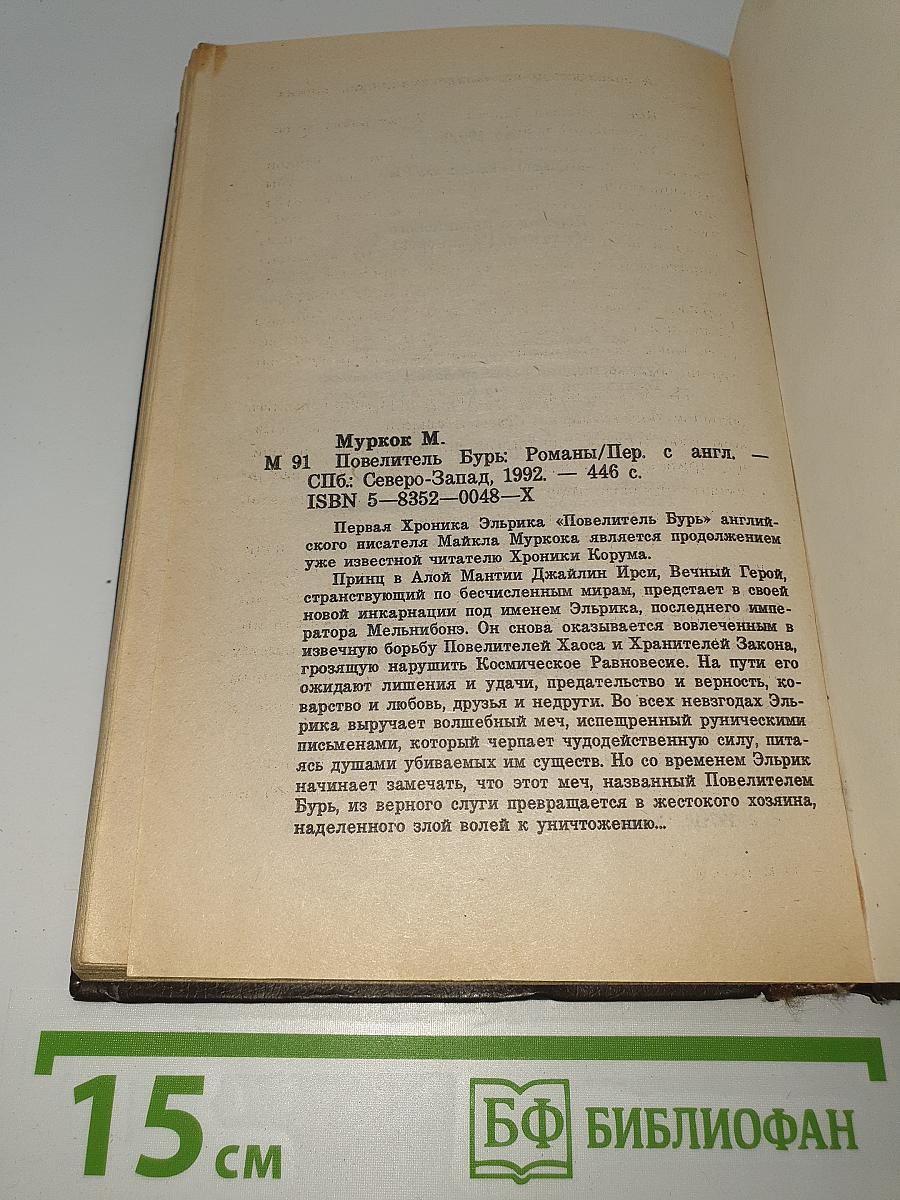 Муркок М.
М 91 Повелитель Бурь: Романы/Пер. с англ. —
СПб.: Северо-Запад, 1992. — 446 с.
ISBN 5—8352—0048—X
Первая Хроника Эльрика «Повелитель Бурь» англий-
ского писателя Майкла Муркока является продолжением
уже известной читателю Хроники Корума.
Принц в Алой Мантии Джайлин Ирси, Вечный Герой,
странствующий по бесчисленным мирам, предстает в своей
новой инкарнации под именем Эльрика, последнего импе-
ратора Мельнибонэ. Он снова оказывается вовлеченным в
извечную борьбу Повелителей Хаоса и Хранителей Закона,
грозящую нарушить Космическое Равновесие. На пути его
ожидают лишения и удачи, предательство и верность, ко-
варство и любовь, друзья и недруги. Во всех невзгодах Эль-
рика выручает волшебный меч, испещренный руническими
письменами, который черпает чудодейственную силу, пита-
ясь душами убиваемых им существ. Но со временем Эльрик
начинает замечать, что этот меч, названный Повелителем
Бурь, из верного слуги превращается в жестокого хозяина,
наделенного злой волей к уничтожению...
15 см
БФ БИБЛИОФАН